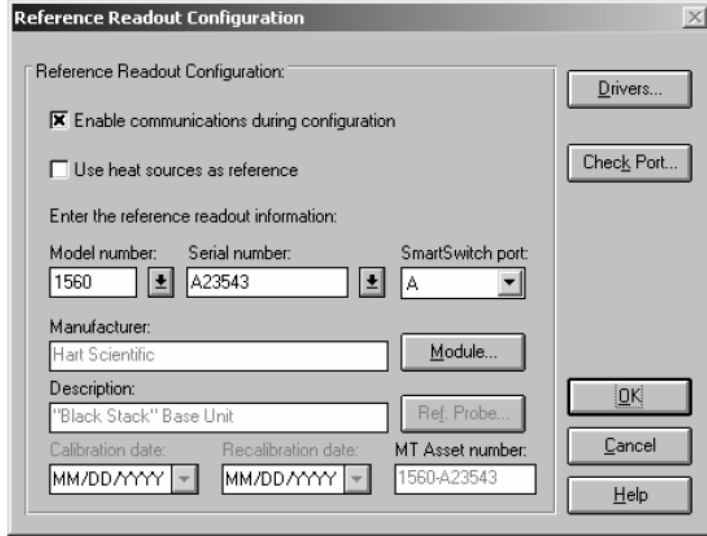 Reference Readout Configuration
Reference Readout Configuration:
Drivers...
Enable communications during configuration
Check Port...
Use heat sources as reference
Enter the reference readout information:
Model number: Serial number: SmartSwitch port:
1560 A23543 A
Manufacturer:
Hart Scientific Module...
Description:
"Black Stack" Base Unit Ref. Probe... OK
Calibration date: Recalibration date: MT Asset number: Cancel
MM/DD/YYYY MM/DD/YYYY 1560-A23543
Help